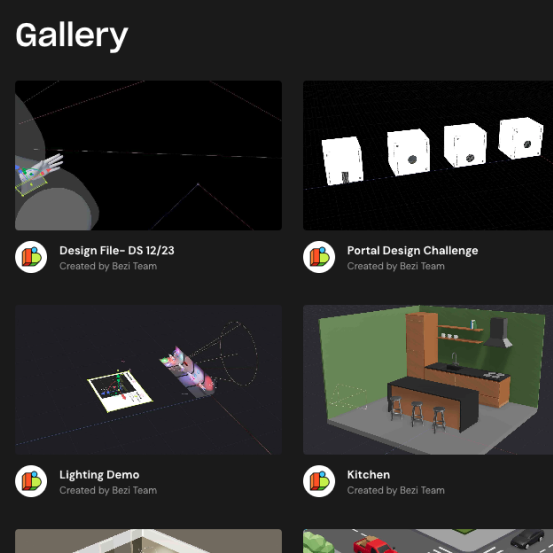 Gallery
Design File- DS 12/23
Created by Bezi Team
Portal Design Challenge
Created by Bezi Team
Lighting Demo
Created by Bezi Team
Kitchen
Created by Bezi Team